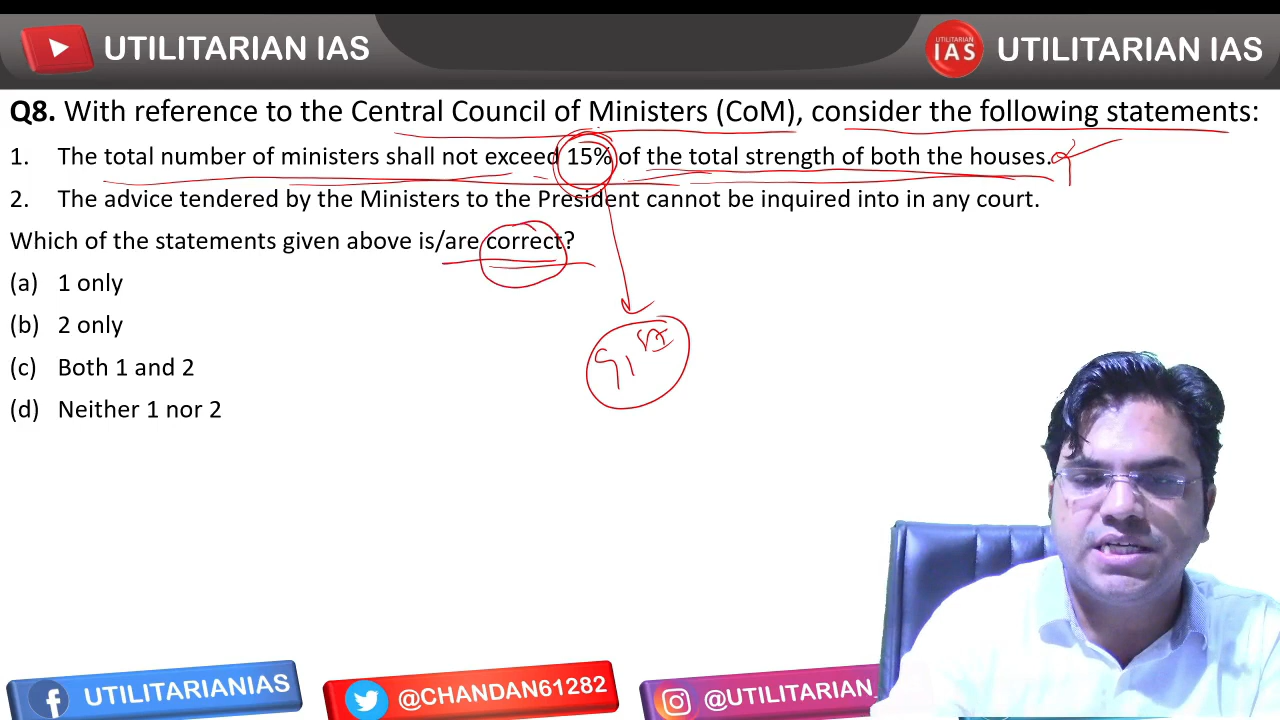 UTILITARIAN IAS
UTILITARIAN IAS UTILITARIAN IAS
Q8. With reference to the Central Council of Ministers (CoM), consider the following statements:
1. The total number of ministers shall not exceed 15% of the total strength of both the houses.
2. The advice tendered by the Ministers to the President cannot be inquired into in any court.
Which of the statements given above is/are correct?
(a) 1 only
(b) 2 only
(c) Both 1 and 2
(d) Neither 1 nor 2
91st
UTILITARIANIAS
@CHANDAN61282
@UTILITARIAN_